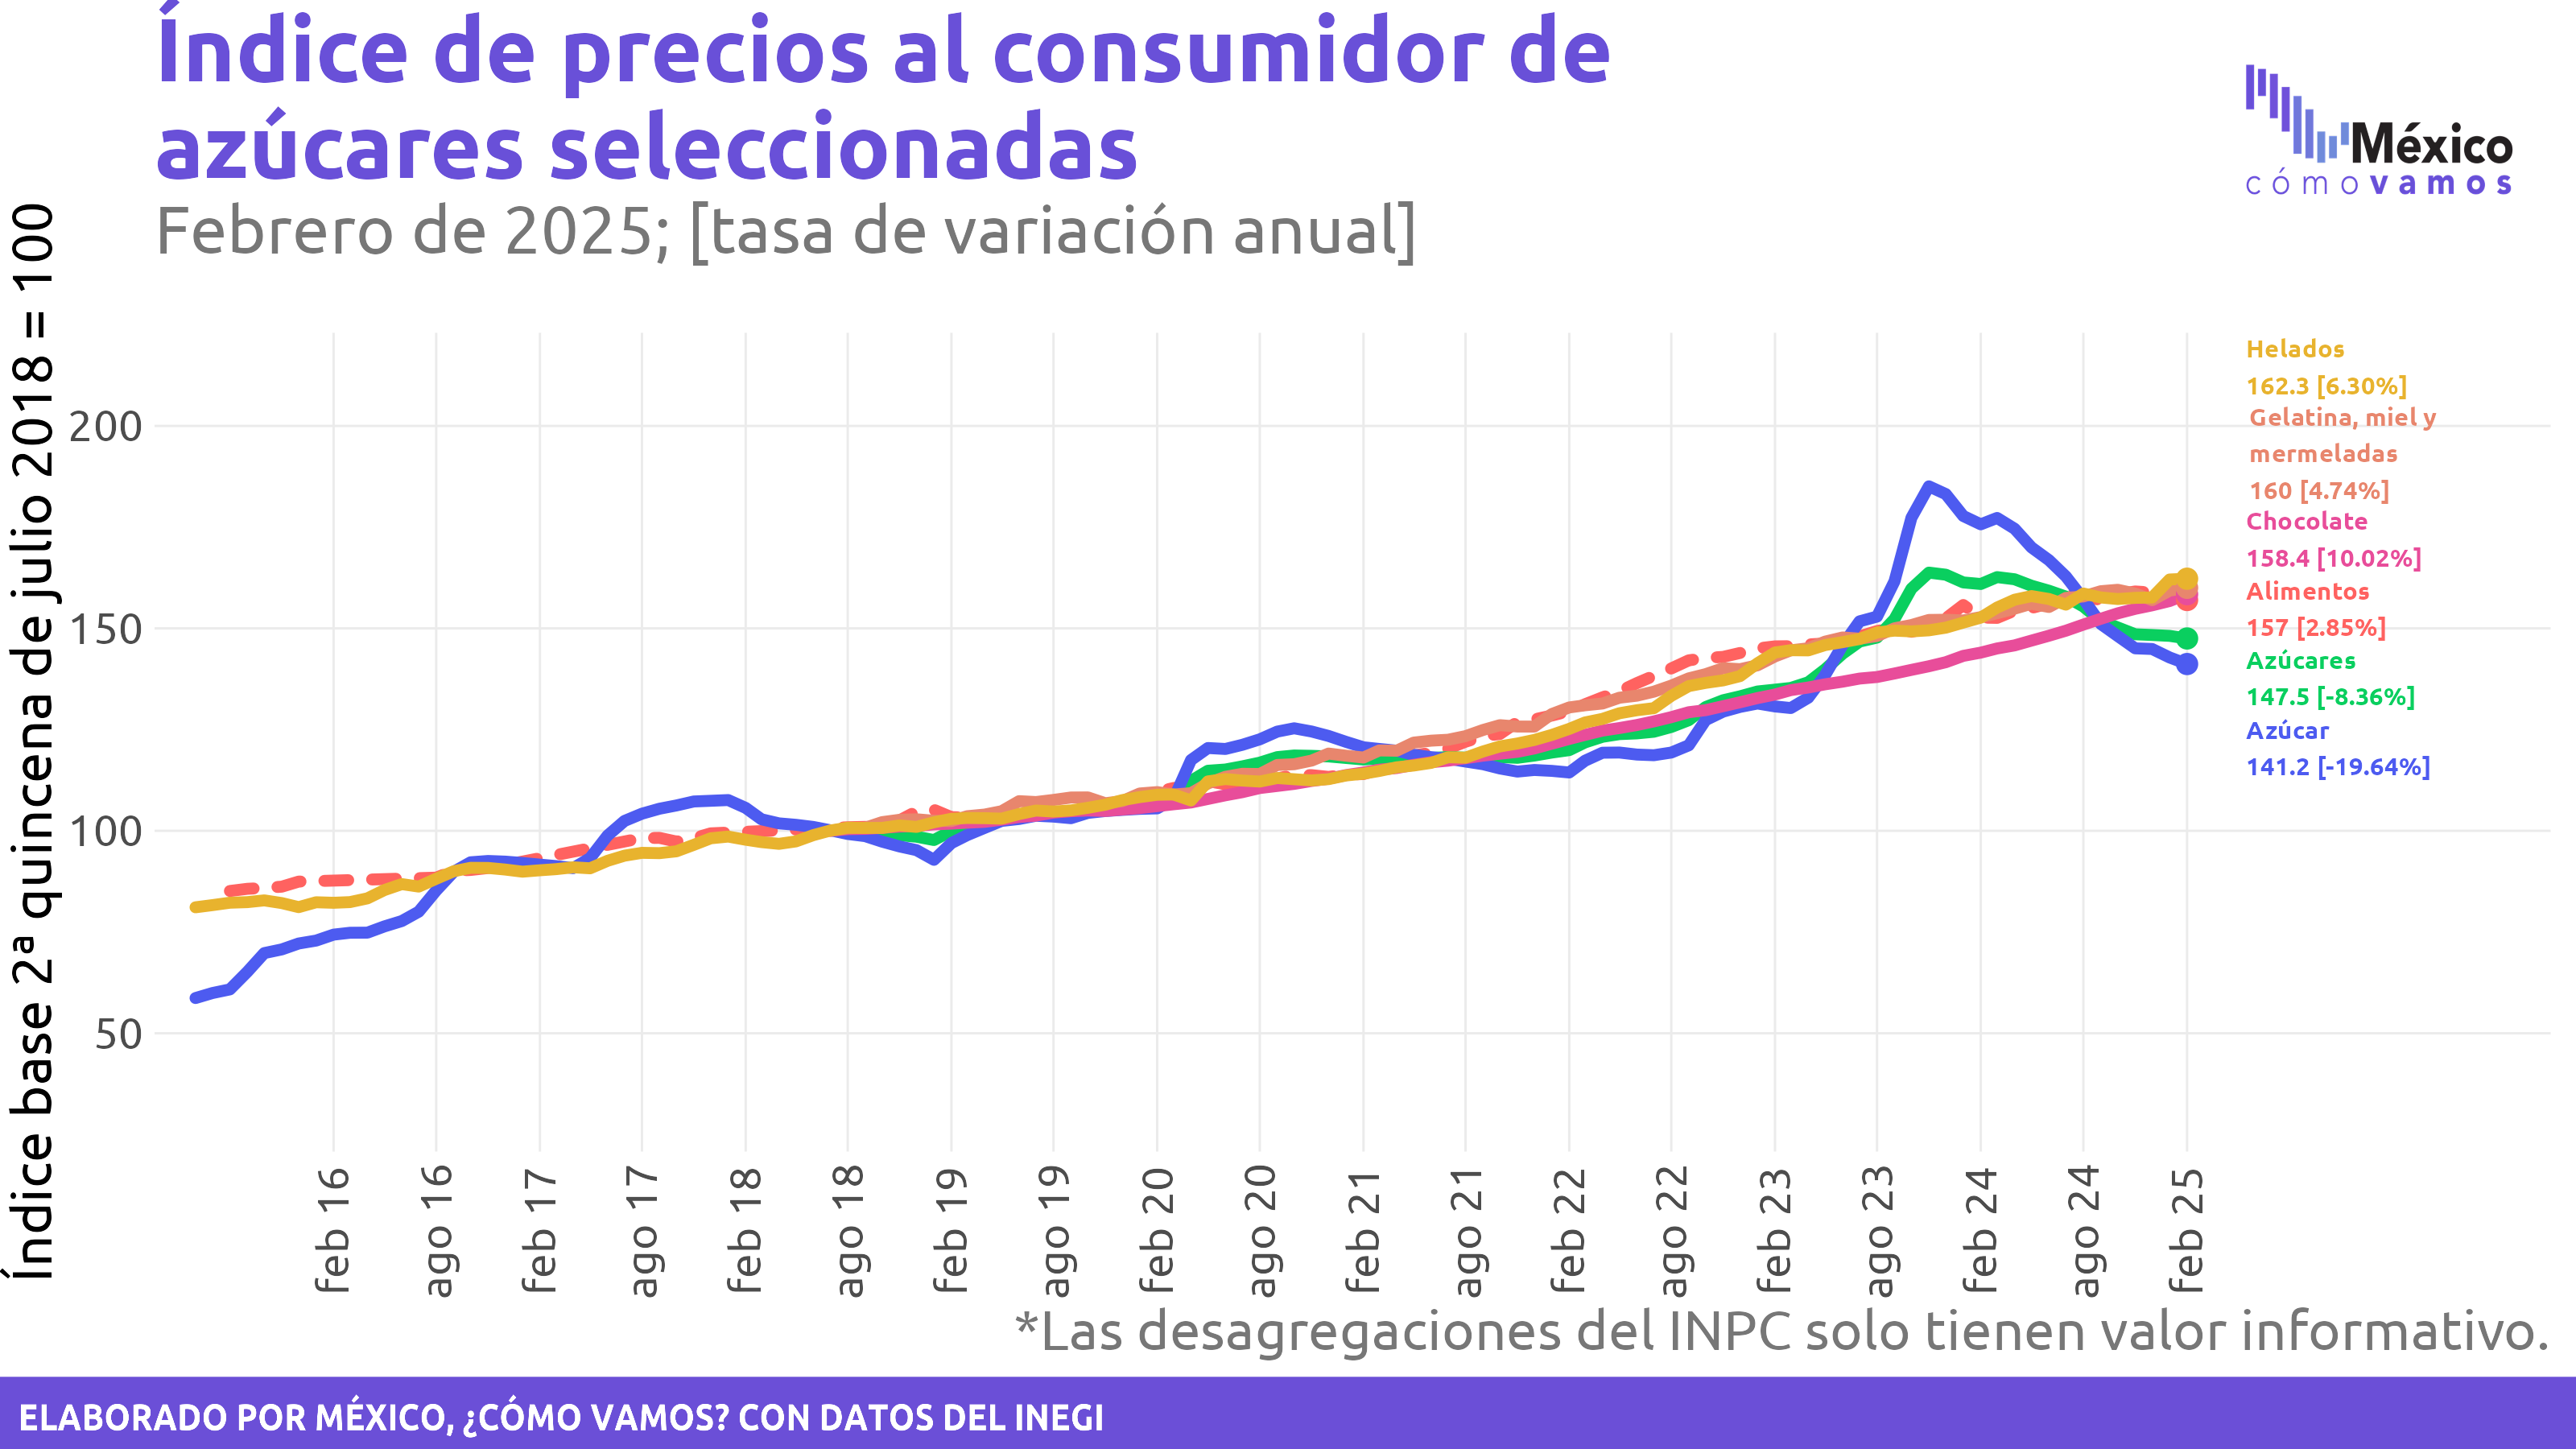 Índice de precios al consumidor de
azúcares seleccionadas
Febrero de 2025; [tasa de variación anual]
México
cómo vamos
Índice base 2ª quincena de julio 2018 = 100
200
150
100
50
Helados
162.3 [6.30%]
Gelatina, miel y
mermeladas
160 [4.74%]
Chocolate
158.4 [10.02%]
Alimentos
157 [2.85%]
Azúcares
147.5 [-8.36%]
Azúcar
141.2 [-19.64%]
feb 16
ago 16
feb 17
ago 17
feb 18
ago 18
feb 19
ago 19
feb 20
ago 20
feb 21
ago 21
feb 22
ago 22
feb 23
ago 23
feb 24
ago 24
feb 25
*Las desagregaciones del INPC solo tienen valor informativo.
ELABORADO POR MÉXICO, ¿CÓMO VAMOS? CON DATOS DEL INEGI